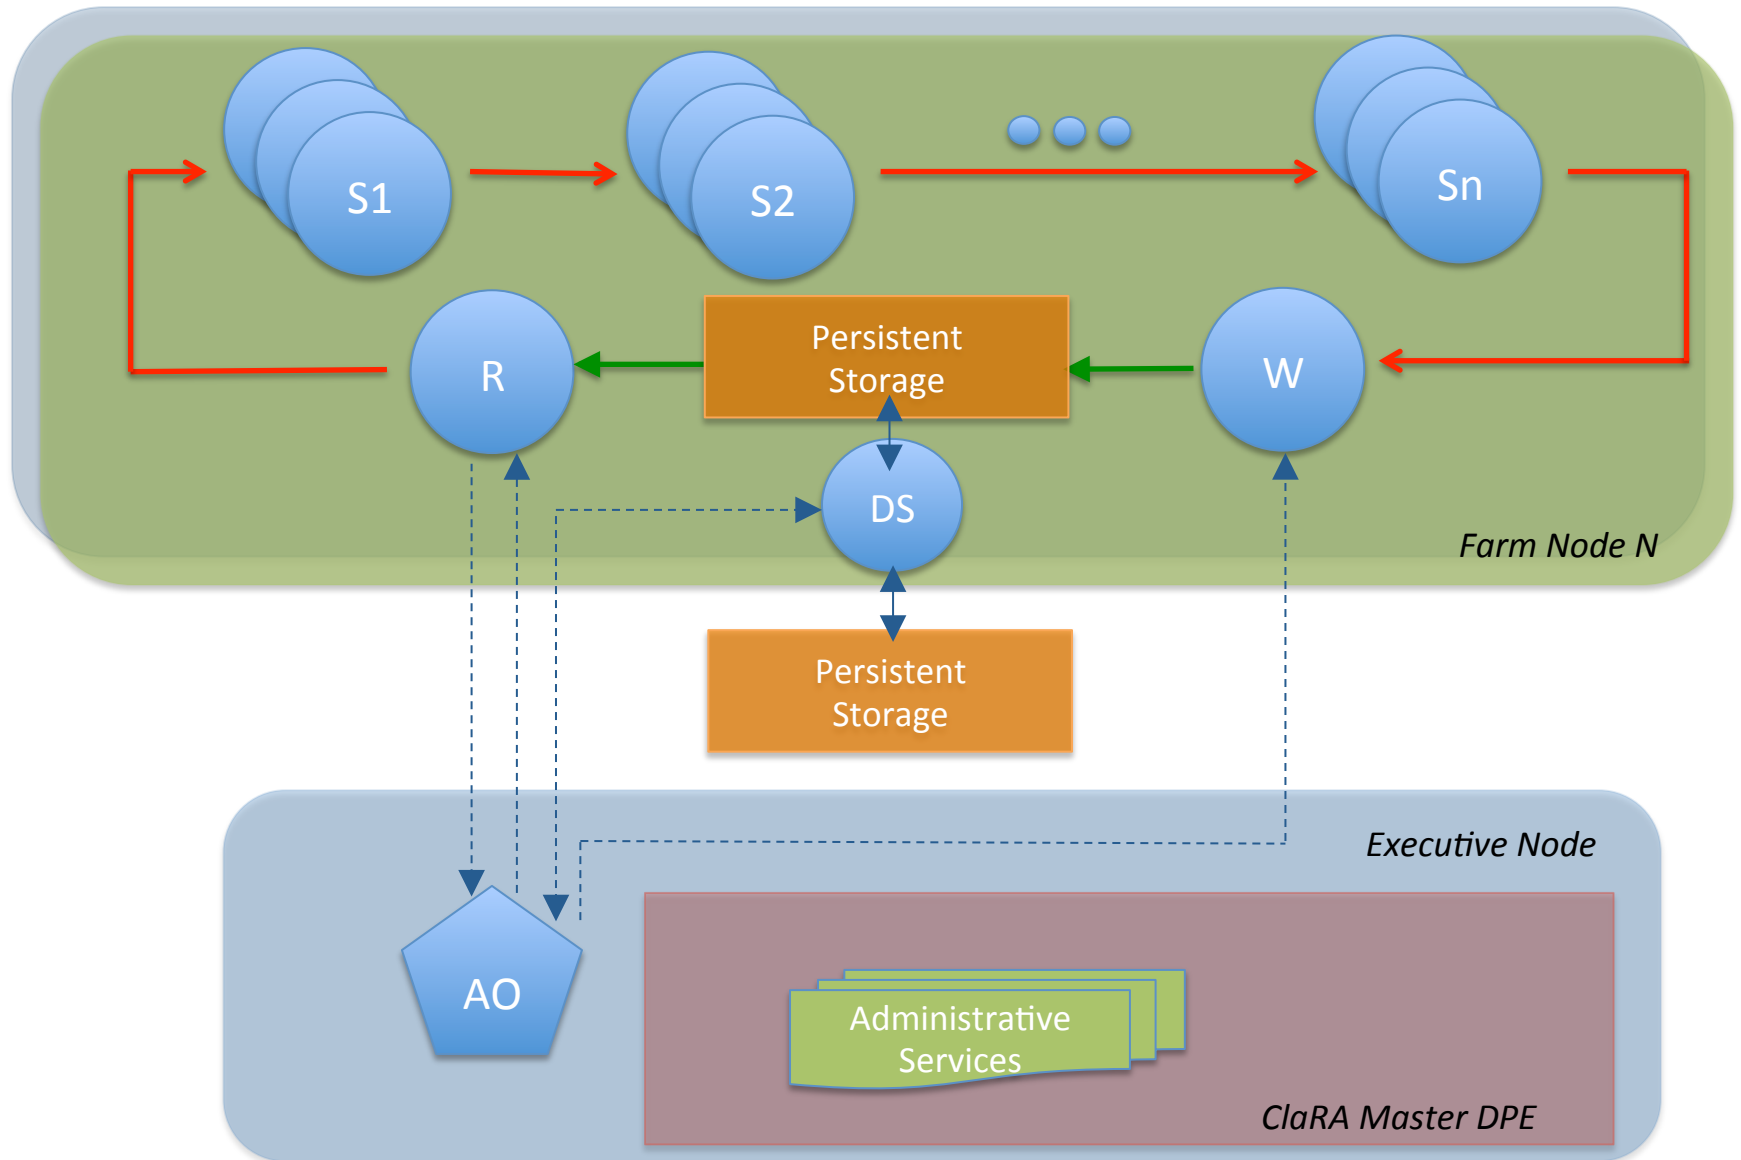 S1
S2
Sn
R
Persistent
Storage
W
DS
Farm Node N
Persistent
Storage
Executive Node
AO
Administrative
Services
ClaRA Master DPE